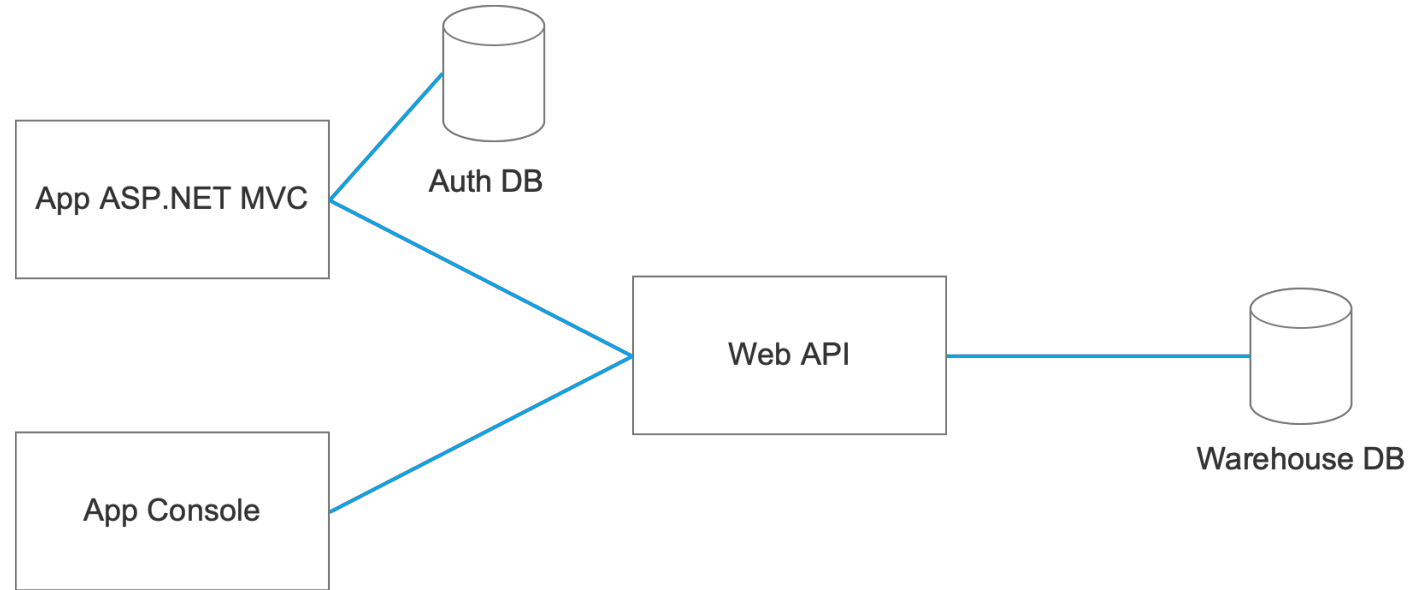 Auth DB
App ASP.NET MVC
Web API
Warehouse DB
App Console